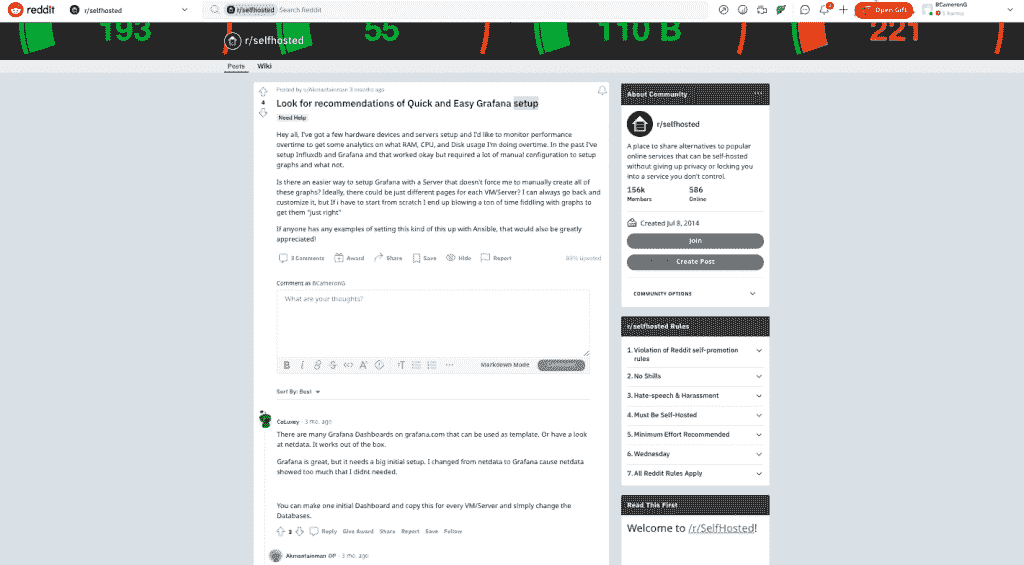 reddit
r/selfhosted
r/selfhosted
Search Reddit
Open Gift
BCameronG
193
55
110 B
221
r/selfhosted
Posts
Wiki
4
Look for recommendations of Quick and Easy Grafana setup
Need Help
Hey all, I've got a few hardware devices and servers setup and I'd like to monitor performance
overtime to get some analytics on what RAM, CPU, and Disk usage I'm doing overtime. In the past I've
setup Influxdb and Grafana and that worked okay but required a lot of manual configuration to setup
graphs and what not.
Is there an easier way to setup Grafana with a Server that doesn't force me to manually create all of
these graphs? Ideally, there could be just different pages for each VM/Server? I can always go back and
customize it, but if i have to start from scratch I end up blowing a ton of time fiddling with graphs to
get them "just right"
If anyone has any examples of setting this kind of this up with Ansible, that would also be greatly
appreciated!
3 Comments
Award
Share
Save
Hide
Report
Comment as BCameronG
What are your thoughts?
Markdown Mode
Sort By: Best
CoLuxey · 3 mo. ago
There are many Grafana Dashboards on grafana.com that can be used as template. Or have a look
at netdata. It works out of the box.
Grafana is great, but it needs a big initial setup. I changed from netdata to Grafana cause netdata
showed too much that I didnt needed.
You can make one initial Dashboard and copy this for every VM/Server and simply change the
Databases.
3
Reply
Give Award
Share
Report
Save
Follow
OP · 3 mo. ago
About Community
r/selfhosted
A place to share alternatives to popular
online services that can be self-hosted
without giving up privacy or locking you
into a service you don't control.
156k
586
Members
Online
Created Jul 8, 2014
Join
Create Post
COMMUNITY OPTIONS
r/selfhosted Rules
1. Violation of Reddit self-promotion
rules
2. No Shills
3. Hate-speech & Harassment
4. Must Be Self-Hosted
5. Minimum Effort Recommended
6. Wednesday
7. All Reddit Rules Apply
Read This First
Welcome to /r/SelfHosted!